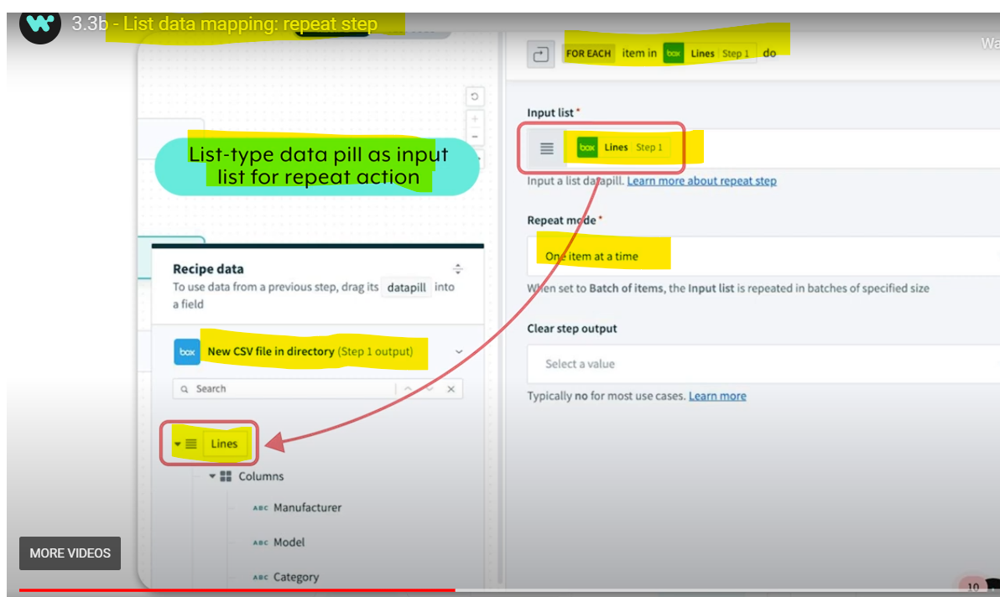 3.3b - List data mapping: repeat step
Wa
FOR EACH item in box Lines Step 1 do
Input list *
List-type data pill as input
list for repeat action
box Lines Step 1
Input a list datapill. Learn more about repeat step
Repeat mode *
One item at a time
When set to Batch of items, the Input list is repeated in batches of specified size
Clear step output
Select a value
Typically no for most use cases. Learn more
Recipe data
To use data from a previous step, drag its datapill into
a field
box New CSV file in directory (Step 1 output)
Search
Lines
Columns
ABC Manufacturer
ABC Model
ABC Category
MORE VIDEOS
10